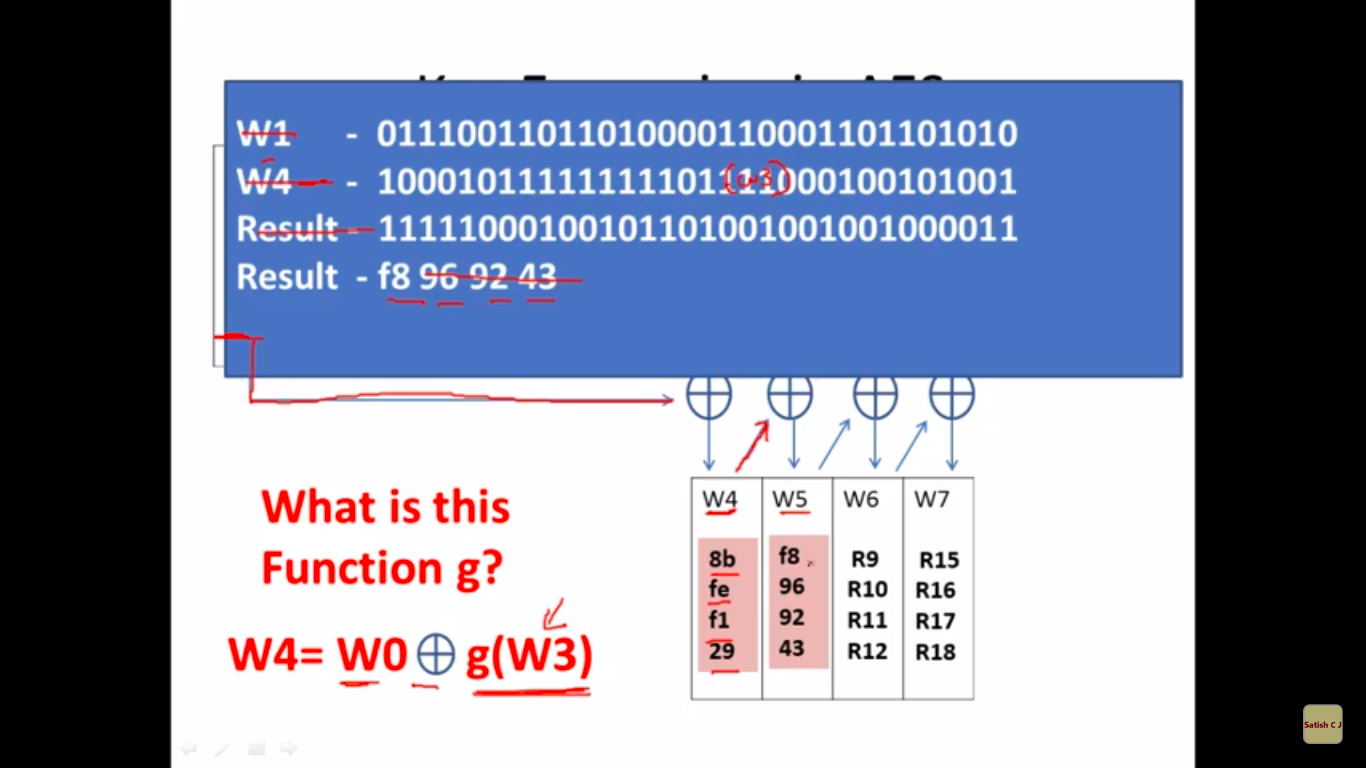 W1 - 01110011011010000110001101101010
W4 - 10001011111111101111000100101001
(w3)
Result - 11111000100101101001001001000011
Result - f8 96 92 43
What is this
Function g?
W4= W0 ⊕ g(W3)
W4 W5 W6 W7
8b f8 R9 R15
fe 96 R10 R16
f1 92 R11 R17
29 43 R12 R18
Satish C J